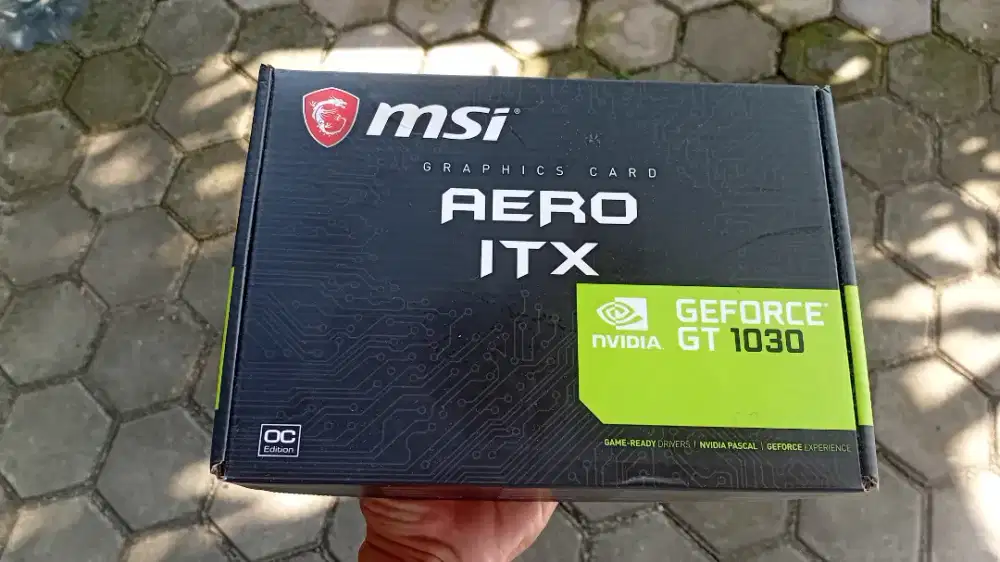 msi®
GRAPHICS CARD
AERO
ITX
NVIDIA.
GEFORCE®
GT 1030
OC
Edition
GAME-READY DRIVERS | NVIDIA PASCAL | GEFORCE EXPERIENCE